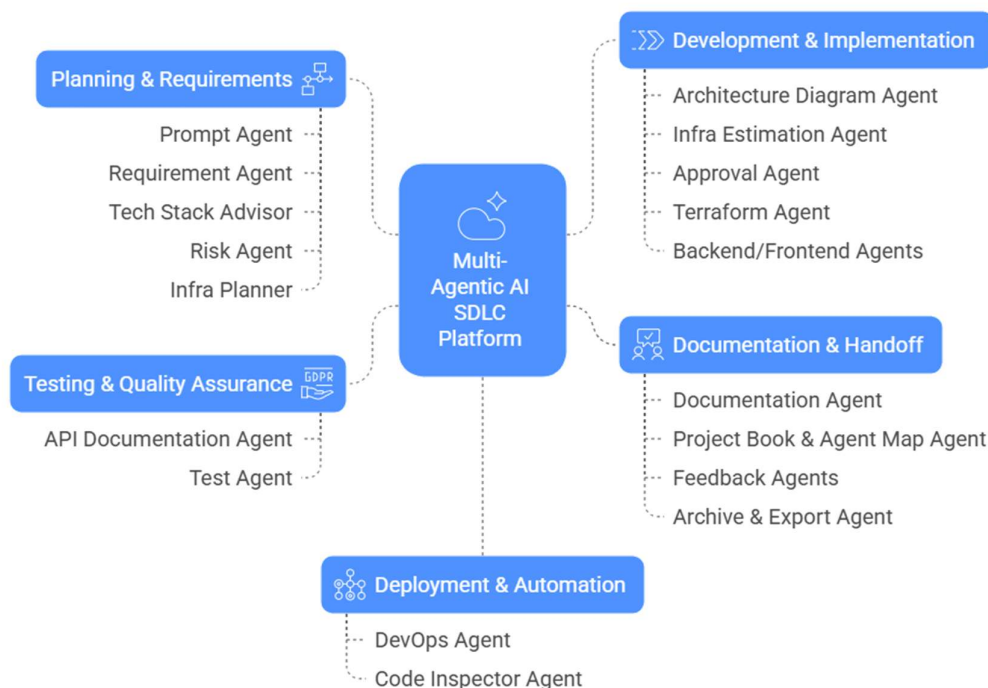 Planning & Requirements
Prompt Agent
Requirement Agent
Tech Stack Advisor
Risk Agent
Infra Planner
Testing & Quality Assurance
GDPR
API Documentation Agent
Test Agent
Multi-
Agentic AI
SDLC
Platform
Development & Implementation
Architecture Diagram Agent
Infra Estimation Agent
Approval Agent
Terraform Agent
Backend/Frontend Agents
Documentation & Handoff
Documentation Agent
Project Book & Agent Map Agent
Feedback Agents
Archive & Export Agent
Deployment & Automation
DevOps Agent
Code Inspector Agent